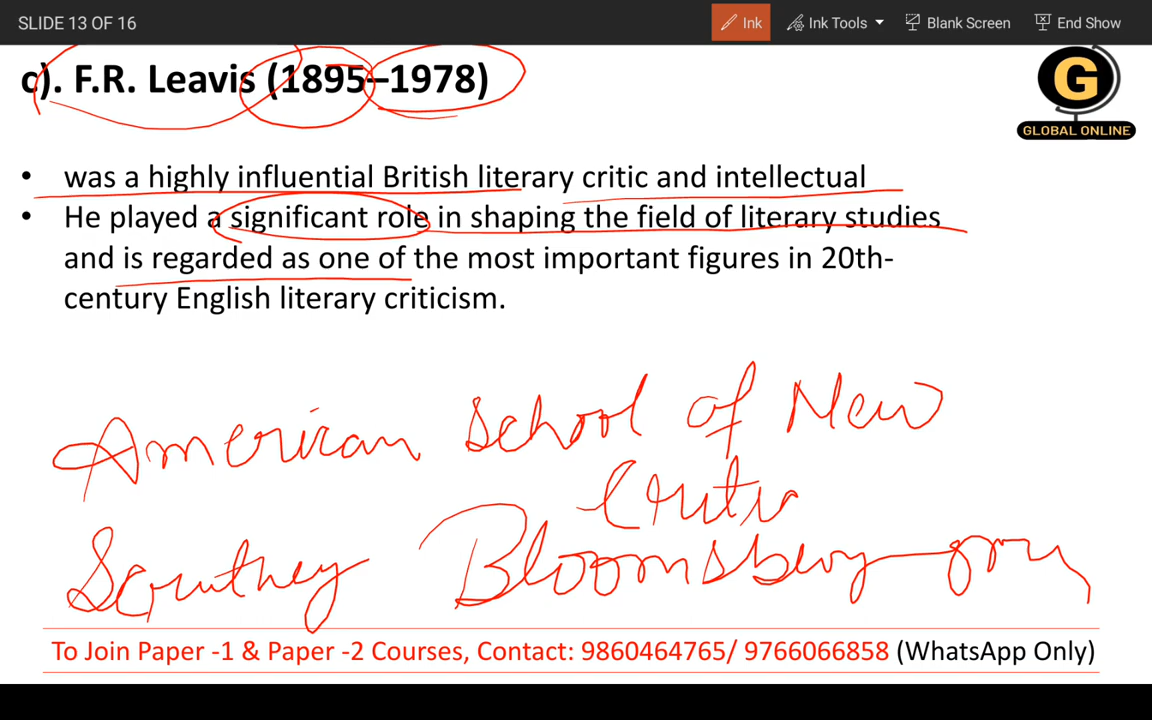 SLIDE 13 OF 16 Ink Ink Tools Blank Screen End Show
c). F.R. Leavis (1895–1978)
G
GLOBAL ONLINE
• was a highly influential British literary critic and intellectual
• He played a significant role in shaping the field of literary studies
and is regarded as one of the most important figures in 20th-
century English literary criticism.
American School of New
Critic
Bloomsbery
To Join Paper -1 & Paper -2 Courses, Contact: 9860464765/ 9766066858 (WhatsApp Only)